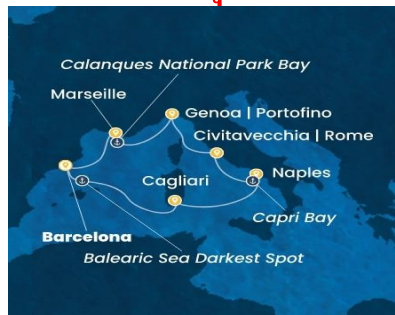 Calanques National Park Bay
Marseille
Genoa | Portofino
Civitavecchia | Rome
Cagliari
Naples
Capri Bay
Barcelona
Balearic Sea Darkest Spot